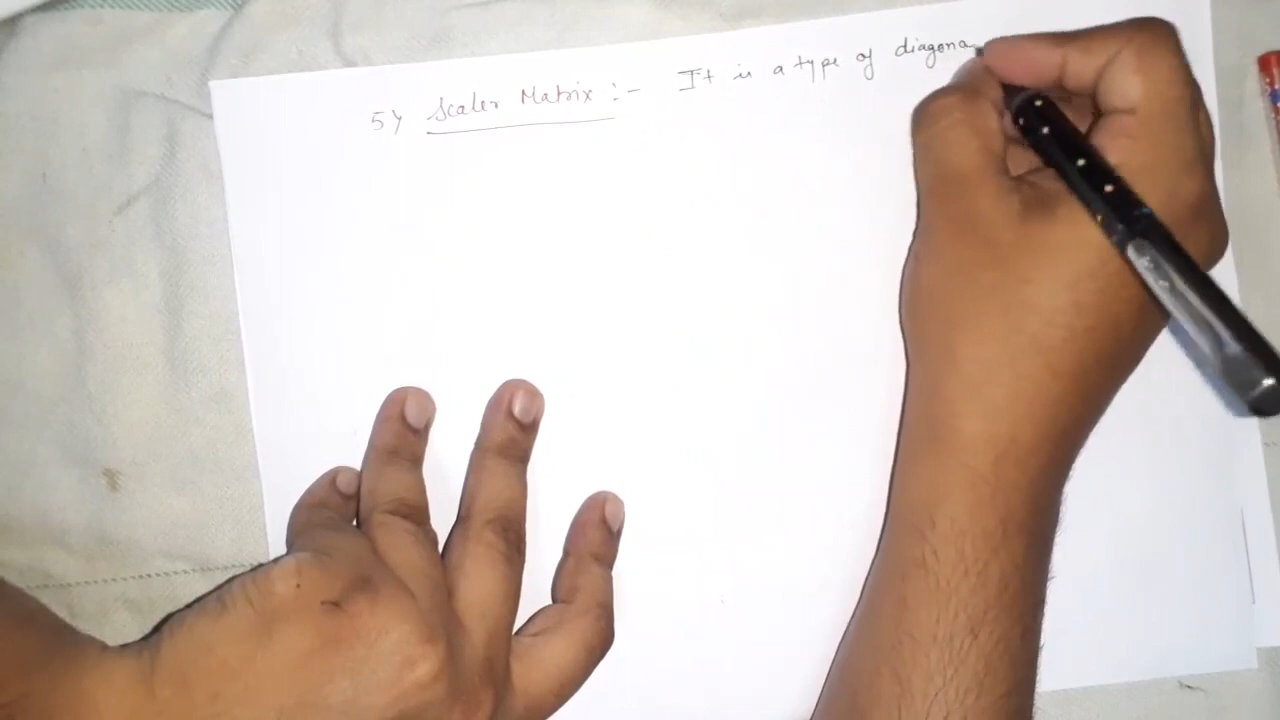 5) Scaler Matrix :- It is a type of diagona